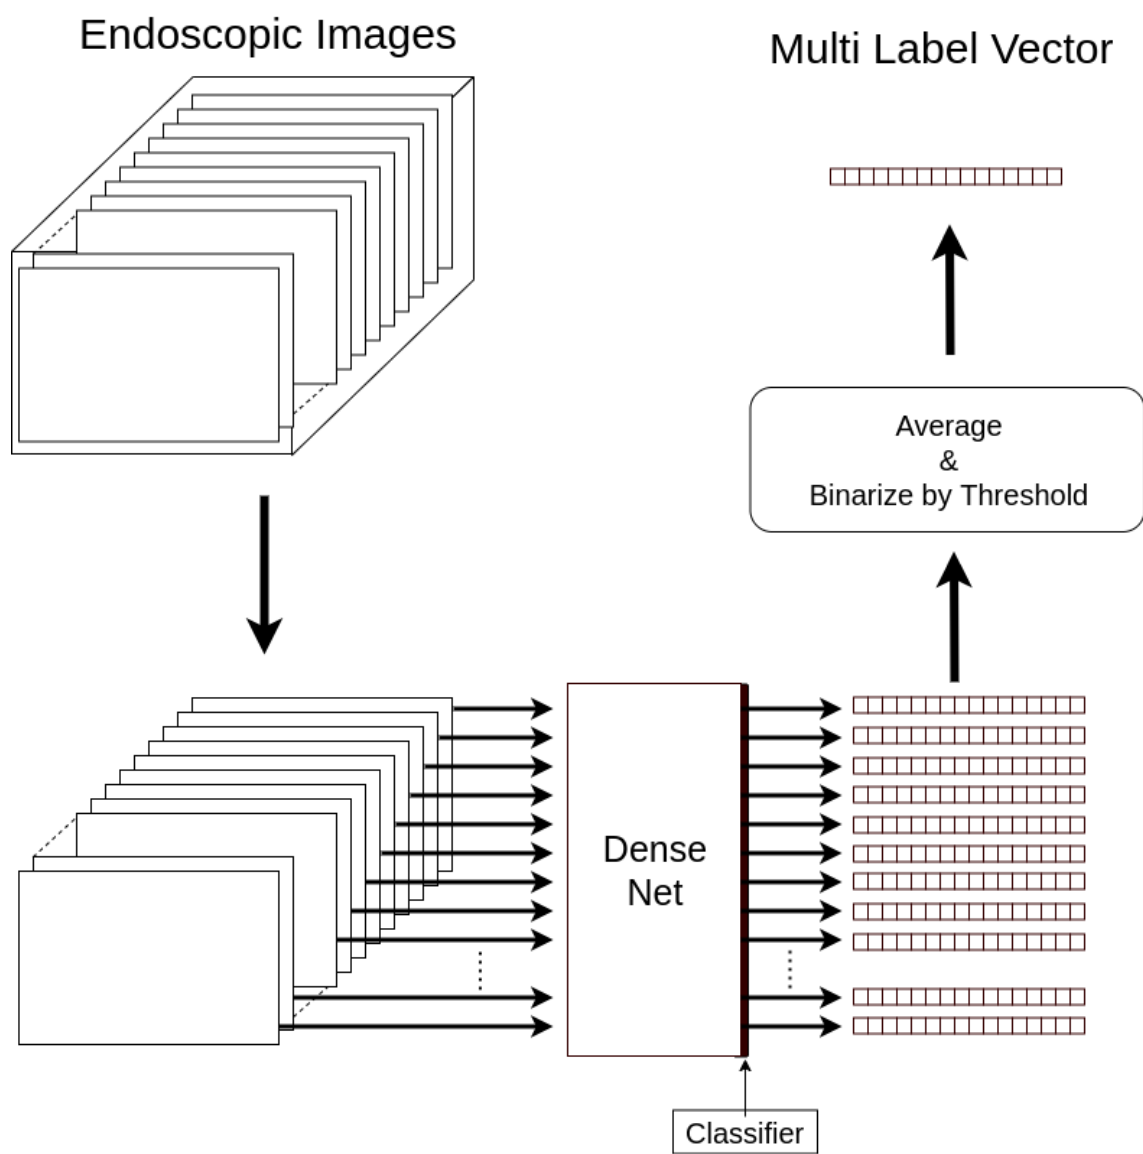 Endoscopic Images
Multi Label Vector
Average
&
Binarize by Threshold
Dense
Net
Classifier